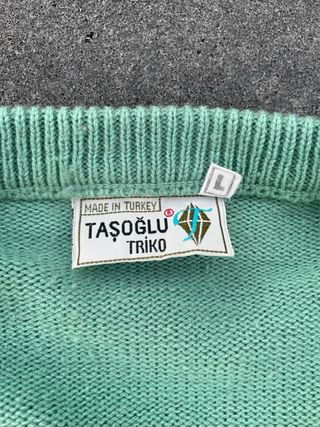 L
MADE IN TURKEY
TAŞOĞLU ®
TRİKO